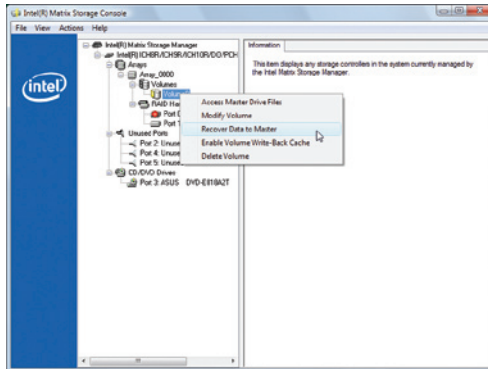 Intel(R) Matrix Storage Console
File View Actions Help
Intel(R) Matrix Storage Manager
Intel(R) ICH8R/ICH9R/ICH10R/DO/PCH
Arrays
Array_0000
Volumes
Volum
RAID Ha
Port
Port
Unused Ports
Port 2: Unuse
Port 4: Unuse
Port 5: Unuse
CD/DVD Drives
Port 3: ASUS DVD-E818A2T
Information
This item displays any storage controllers in the system currently managed by
the Intel Matrix Storage Manager.
Access Master Drive Files
Modify Volume
Recover Data to Master
Enable Volume Write-Back Cache
Delete Volume
intel